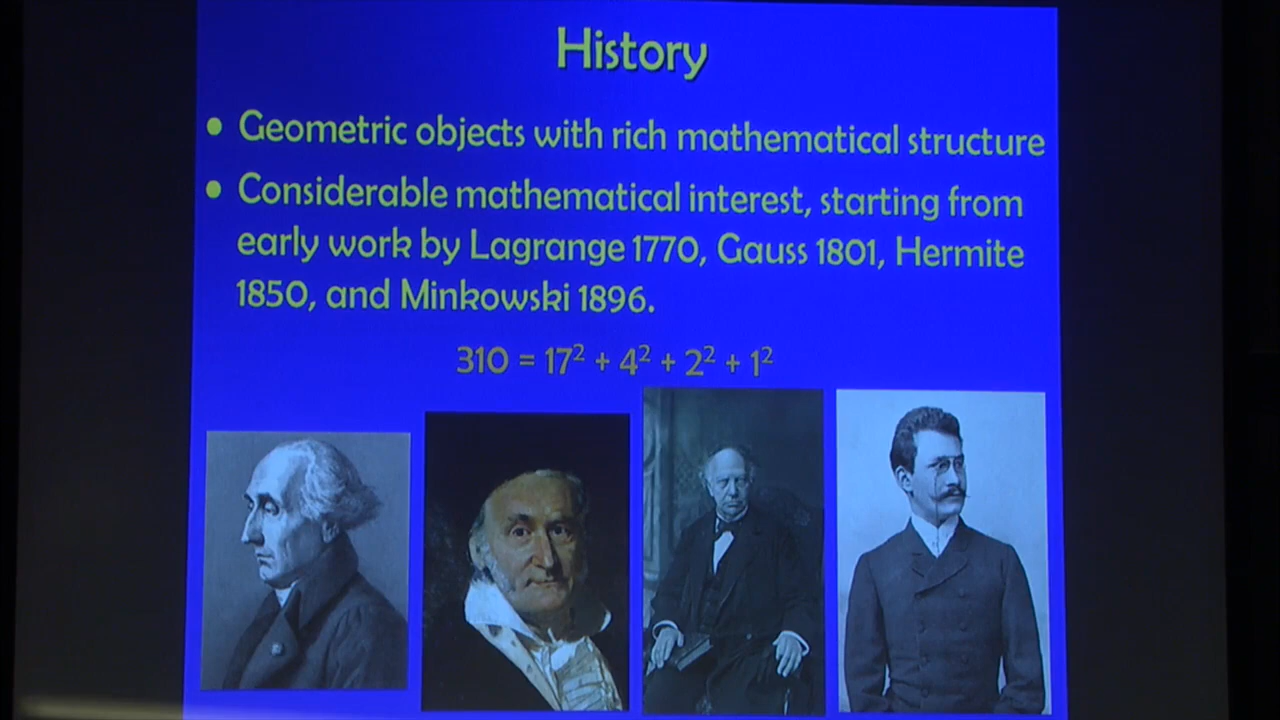 History
• Geometric objects with rich mathematical structure
• Considerable mathematical interest, starting from
early work by Lagrange 1770, Gauss 1801, Hermite
1850, and Minkowski 1896.
310 = 17² + 4² + 2² + 1²